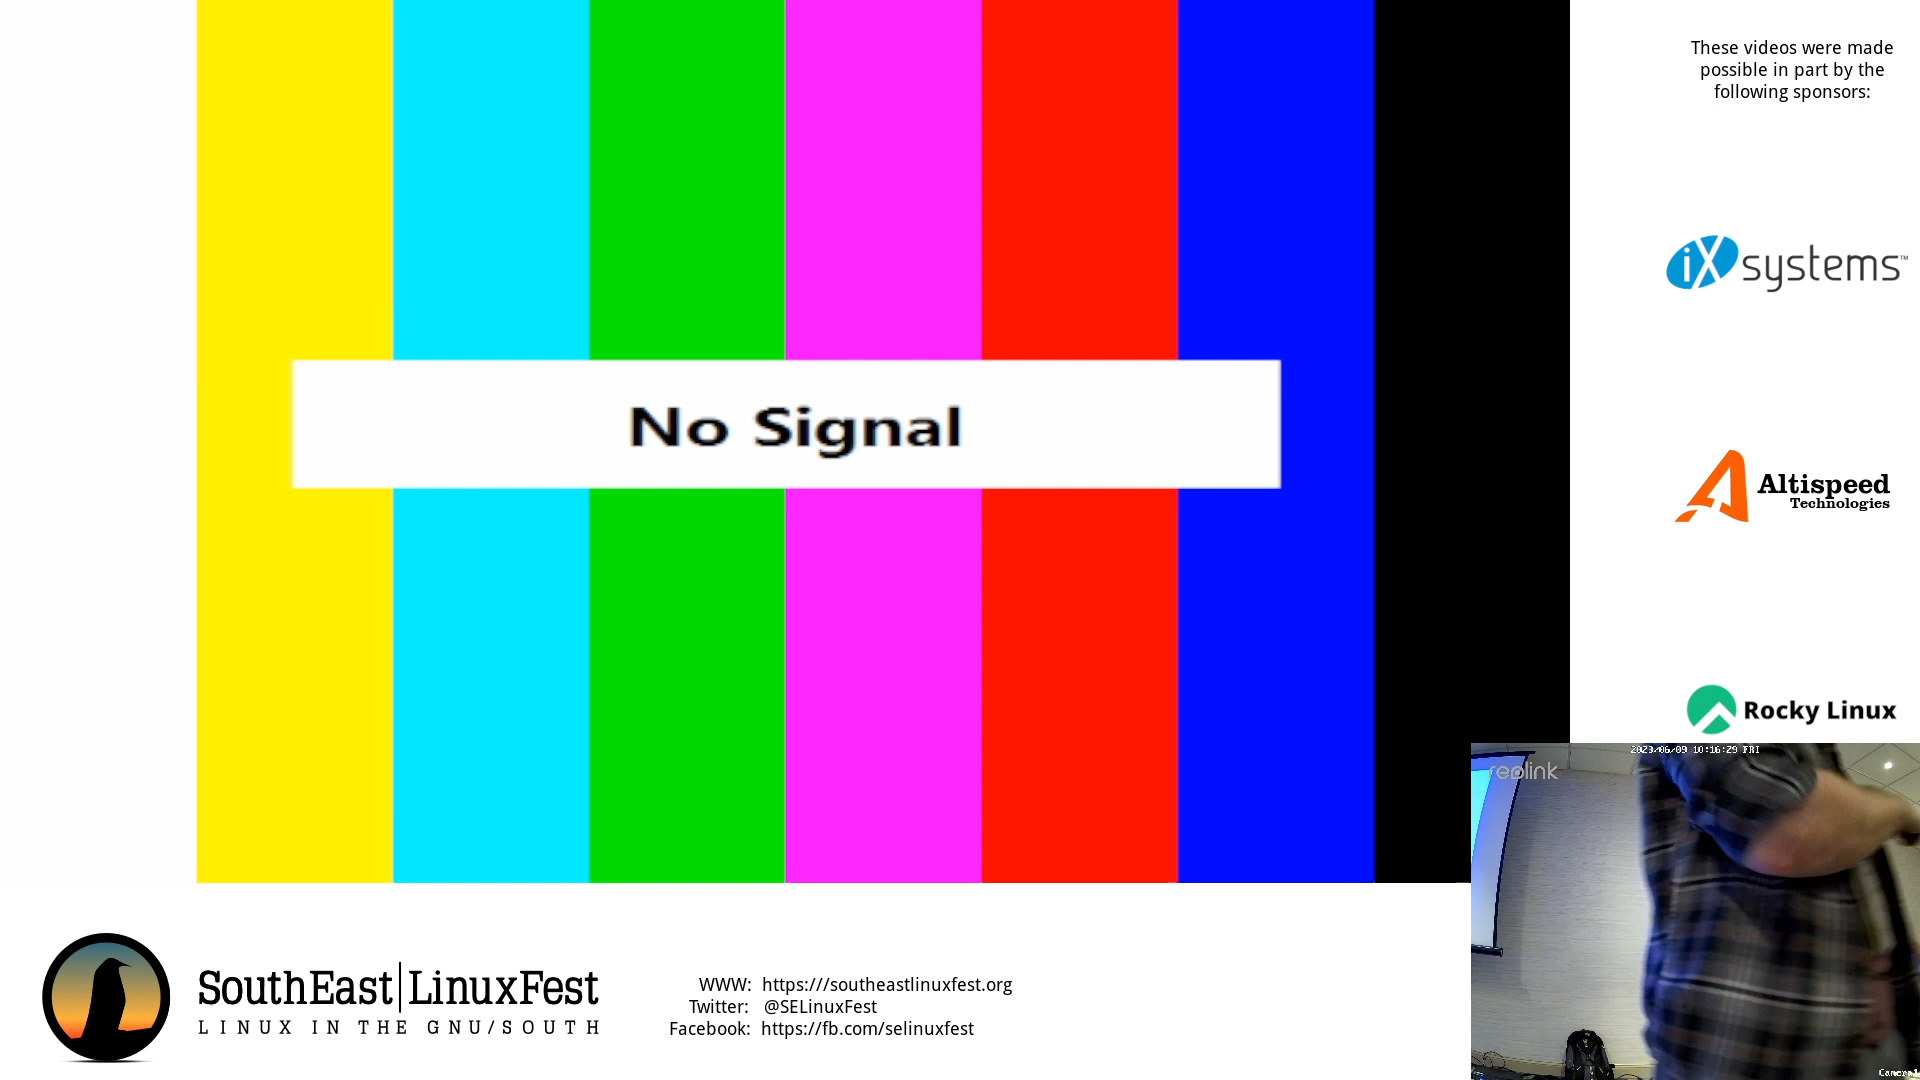 These videos were made
possible in part by the
following sponsors:
iXsystems™
Altispeed
Technologies
Rocky Linux
No Signal
2023/06/09 10:16:29 FRI
reolink
Camera1
SouthEast|LinuxFest
LINUX IN THE GNU/SOUTH
WWW: https:///southeastlinuxfest.org
Twitter: @SELinuxFest
Facebook: https://fb.com/selinuxfest